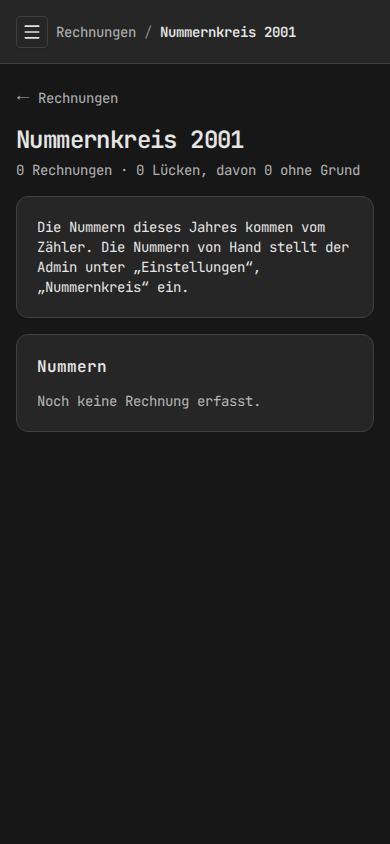 Rechnungen / Nummernkreis 2001
← Rechnungen
Nummernkreis 2001
0 Rechnungen · 0 Lücken, davon 0 ohne Grund
Die Nummern dieses Jahres kommen vom
Zähler. Die Nummern von Hand stellt der
Admin unter „Einstellungen“,
„Nummernkreis“ ein.
Nummern
Noch keine Rechnung erfasst.